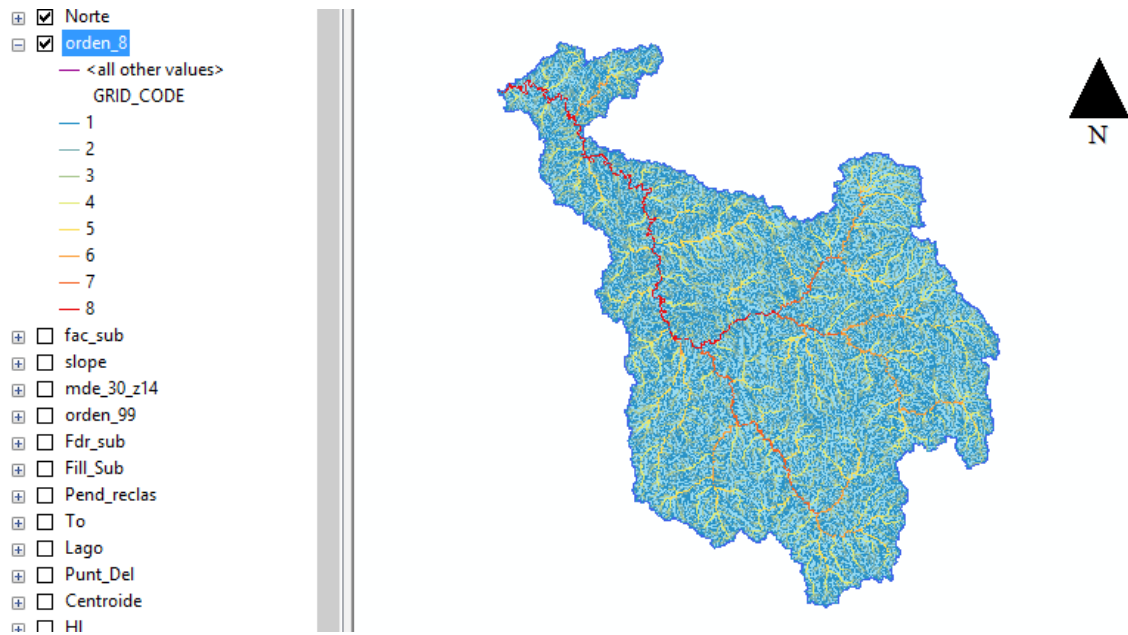 Norte
orden_8
<all other values>
GRID_CODE
1
2
3
4
5
6
7
8
fac_sub
slope
mde_30_z14
orden_99
Fdr_sub
Fill_Sub
Pend_reclas
To
Lago
Punt_Del
Centroide
HI
N